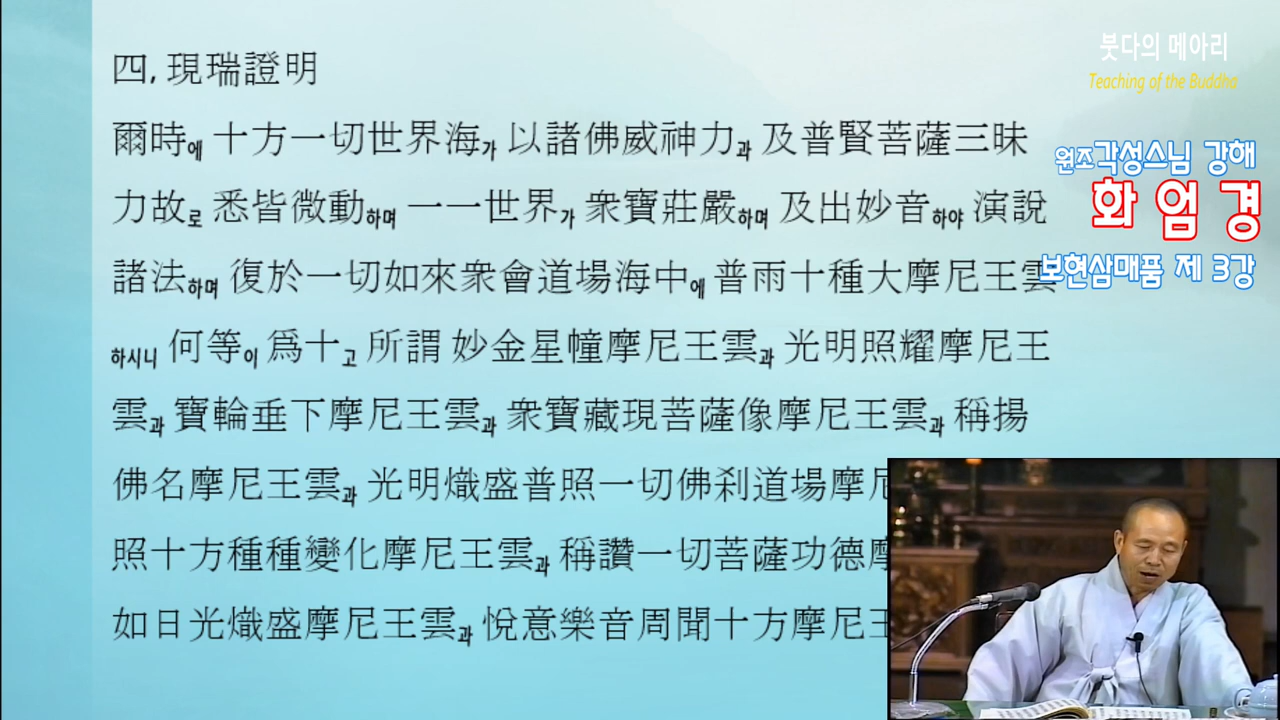 四, 現瑞證明
爾時에 十方一切世界海가 以諸佛威神力과 及普賢菩薩三昧
力故로 悉皆微動하며 一一世界가 衆寶莊嚴하며 及出妙音하야 演說
諸法하며 復於一切如來衆會道場海中에 普雨十種大摩尼王雲
하시니 何等이 爲十고 所謂 妙金星幢摩尼王雲과 光明照耀摩尼王
雲과 寶輪垂下摩尼王雲과 衆寶藏現菩薩像摩尼王雲과 稱揚
佛名摩尼王雲과 光明熾盛普照一切佛刹道場摩尼
照十方種種變化摩尼王雲과 稱讚一切菩薩功德摩
如日光熾盛摩尼王雲과 悅意樂音周聞十方摩尼王
붓다의 메아리
Teaching of the Buddha
원조각성스님 강해
화엄경
보현삼매품 제 3강